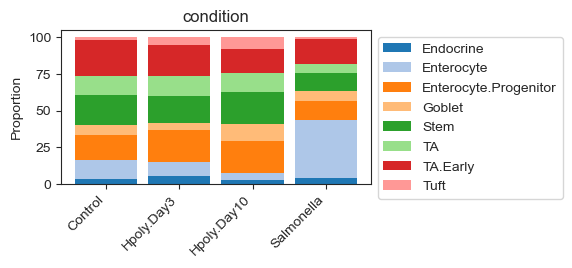 condition
100
75
50
25
0
Proportion
Control
Hpoly.Day3
Hpoly.Day10
Salmonella
Endocrine
Enterocyte
Enterocyte.Progenitor
Goblet
Stem
TA
TA.Early
Tuft